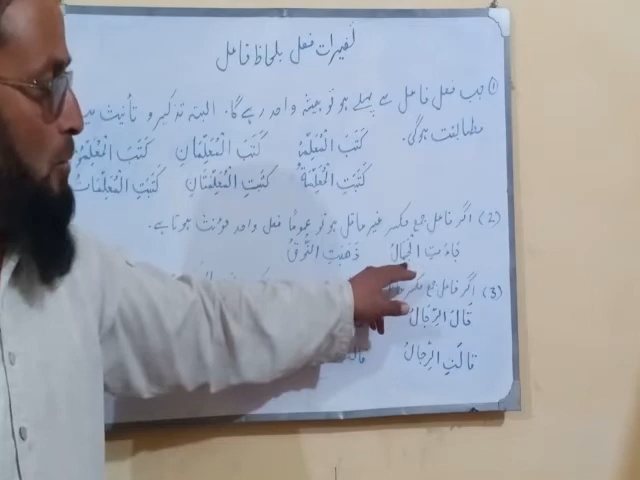 تغیرات فعل بلحاظ فاعل
(1) جب فعل فاعل سے پہلے ہو تو ہمیشہ واحد رہے گا۔ البتہ تذکیر و تأنیث میں
مطابقت ہوگی۔
كَتَبَ الْمُعَلِّمُ كَتَبَ الْمُعَلِّمَانِ كَتَبَ الْمُعَلِّمُ
كَتَبَتِ الْمُعَلِّمَةُ كَتَبَتِ الْمُعَلِّمَتَانِ كَتَبَتِ الْمُعَلِّمَاتُ
(2) اگر فاعل جمع مکسر غیر عاقل ہو تو عموما فعل واحد مؤنث ہوتا ہے۔
جَاءَتِ الْجِمَالُ ذَهَبَتِ النُّوقُ
(3) اگر فاعل جمع مکسر
قَالَ الرِّجَالُ
قَالَتِ الرِّجَالُ